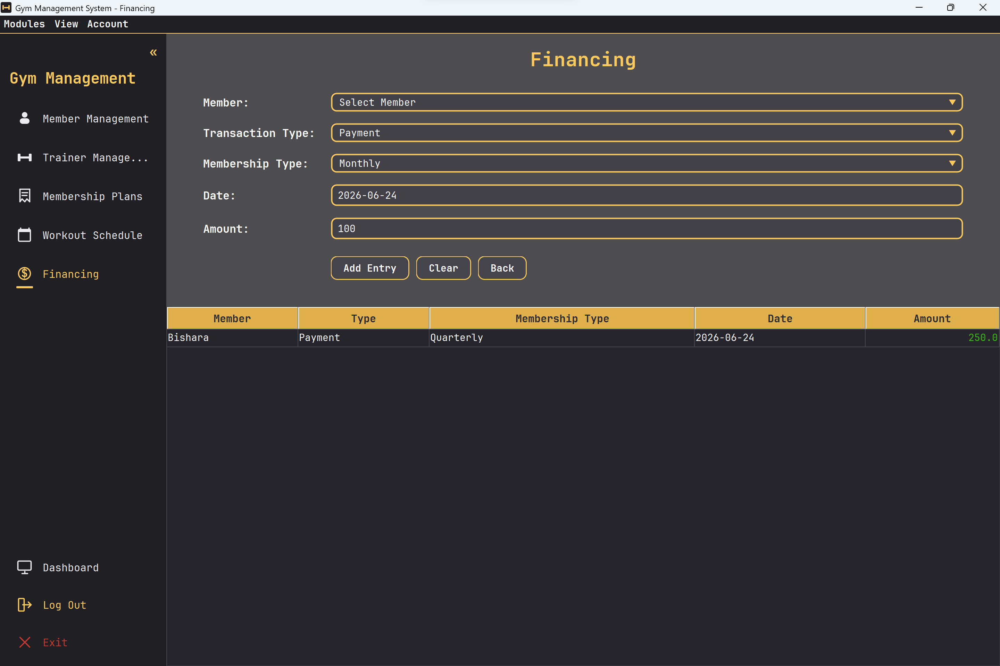 Gym Management System - Financing
Modules View Account
«
Gym Management
Member Management
Trainer Manage...
Membership Plans
Workout Schedule
Financing
Dashboard
Log Out
Exit
Financing
Member: Select Member
Transaction Type: Payment
Membership Type: Monthly
Date: 2026-06-24
Amount: 100
Add Entry Clear Back
Member Type Membership Type Date Amount
Bishara Payment Quarterly 2026-06-24 250.0